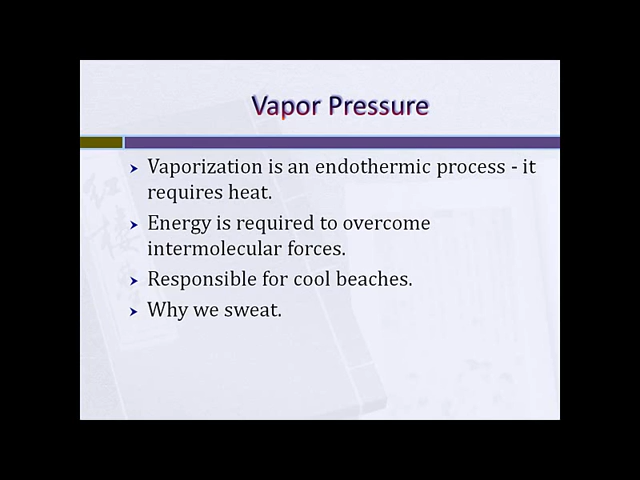 Vapor Pressure
Vaporization is an endothermic process - it
requires heat.
Energy is required to overcome
intermolecular forces.
Responsible for cool beaches.
Why we sweat.